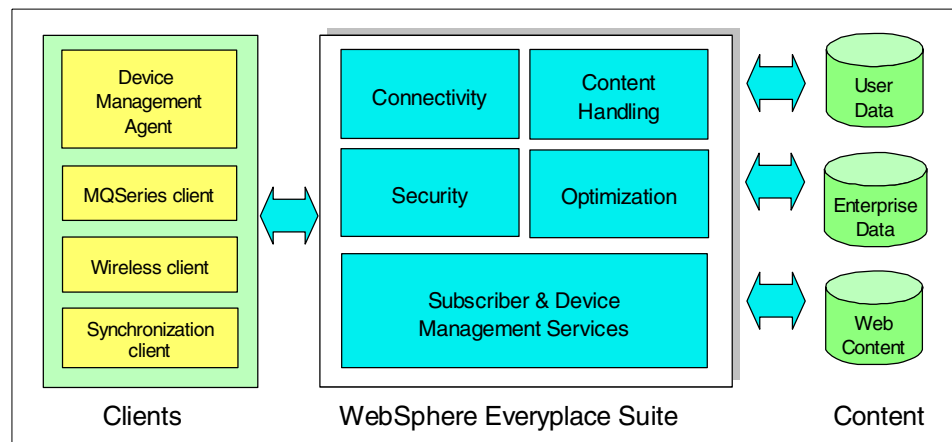 Device
Management
Agent
MQSeries client
Wireless client
Synchronization
client
Clients
Connectivity
Content
Handling
Security
Optimization
Subscriber & Device
Management Services
WebSphere Everyplace Suite
User
Data
Enterprise
Data
Web
Content
Content